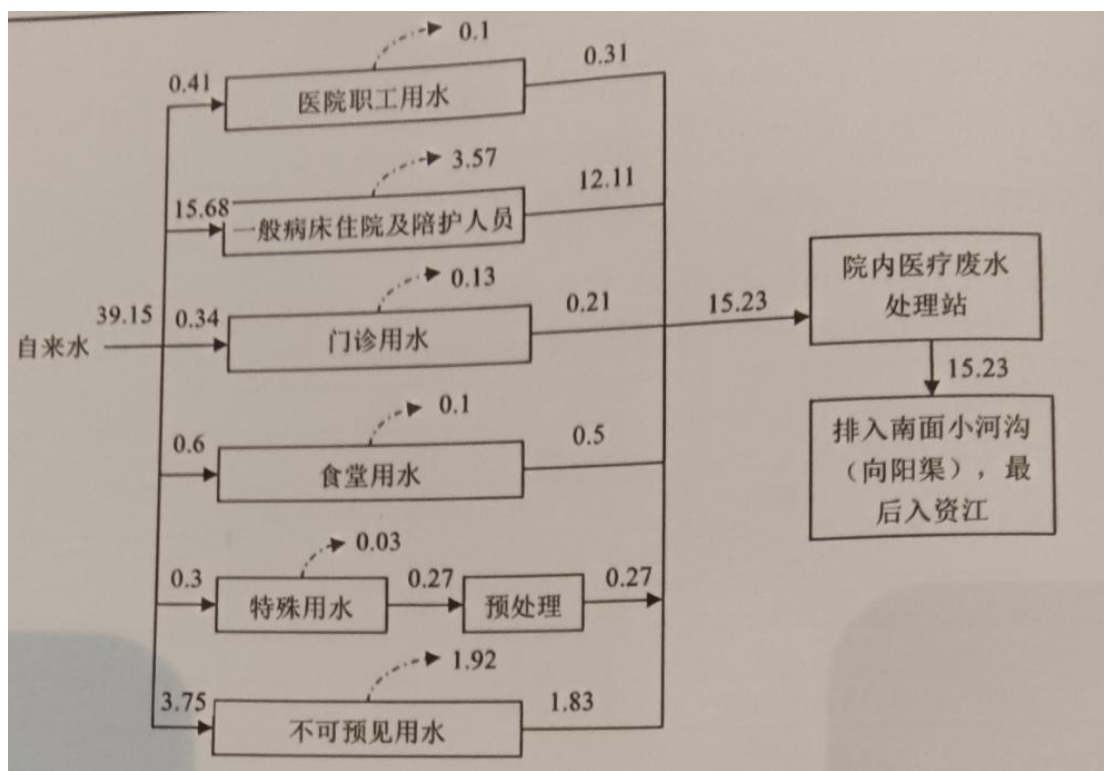 0.1
0.41
医院职工用水
0.31
3.57
15.68
一般病床住院及陪护人员
12.11
0.13
39.15
自来水
0.34
门诊用水
0.21
15.23
院内医疗废水
处理站
15.23
0.1
0.6
食堂用水
0.5
排入南面小河沟
（向阳渠），最
后入资江
0.03
0.3
特殊用水
0.27
预处理
0.27
1.92
3.75
不可预见用水
1.83